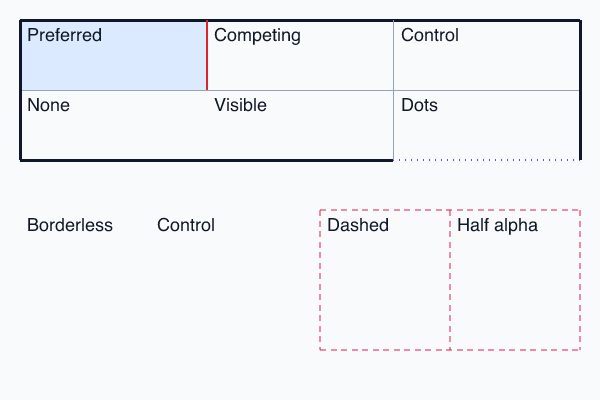 Preferred Competing Control
None Visible Dots
Borderless Control Dashed Half alpha